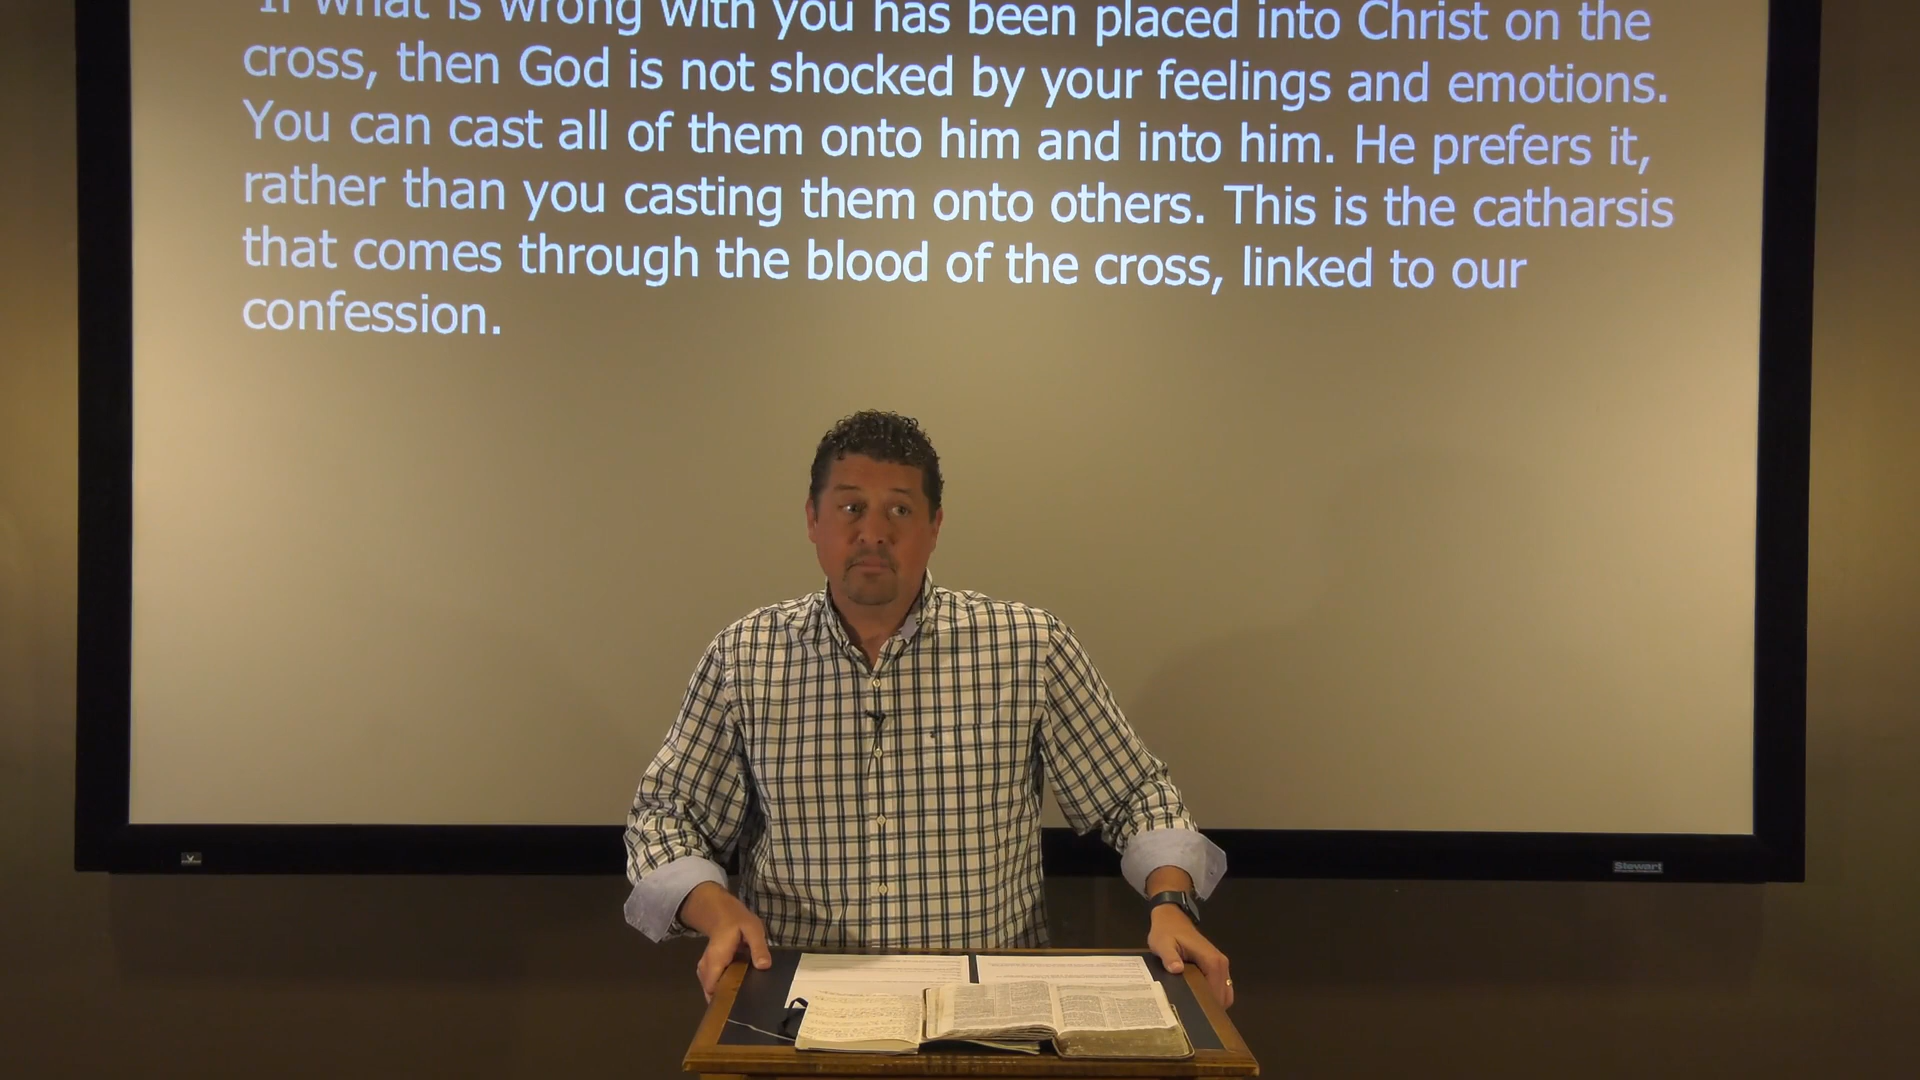 If what is wrong with you has been placed into Christ on the
cross, then God is not shocked by your feelings and emotions.
You can cast all of them onto him and into him. He prefers it,
rather than you casting them onto others. This is the catharsis
that comes through the blood of the cross, linked to our
confession.
Stewart